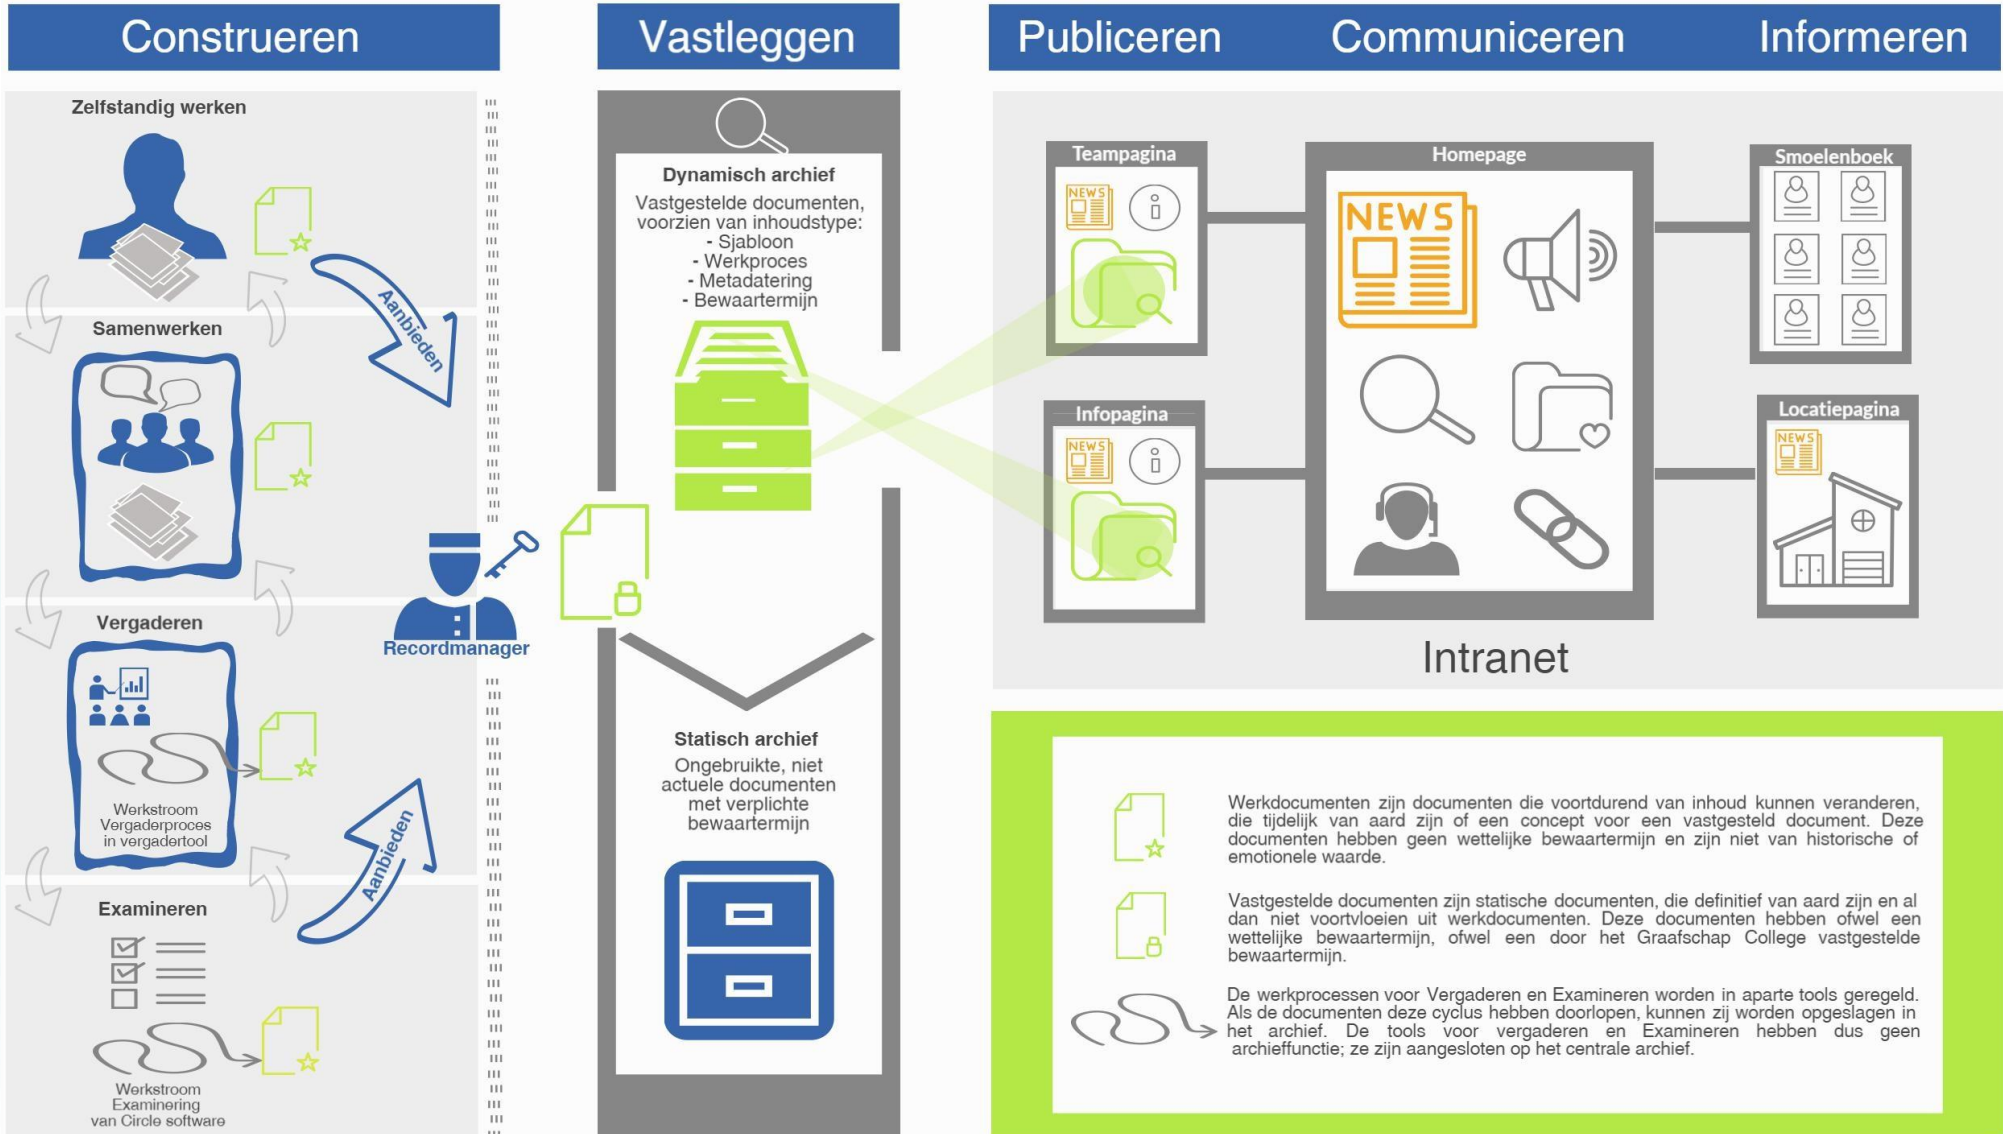 Construeren
Zelfstandig werken
Aanbieden
Samenwerken
Vergaderen
Werkstroom
Vergaderproces
in vergadertool
Aanbieden
Examineren
Werkstroom
Examinering
van Circle software
Recordmanager
Vastleggen
Dynamisch archief
Vastgestelde documenten,
voorzien van inhoudstype:
- Sjabloon
- Werkproces
- Metadatering
- Bewaartermijn
Statisch archief
Ongebruikte, niet
actuele documenten
met verplichte
bewaartermijn
Publiceren Communiceren Informeren
Teampagina
NEWS
Infopagina
NEWS
Homepage
NEWS
Smoelenboek
Locatiepagina
NEWS
Intranet
Werkdocumenten zijn documenten die voortdurend van inhoud kunnen veranderen,
die tijdelijk van aard zijn of een concept voor een vastgesteld document. Deze
documenten hebben geen wettelijke bewaartermijn en zijn niet van historische of
emotionele waarde.
Vastgestelde documenten zijn statische documenten, die definitief van aard zijn en al
dan niet voortvloeien uit werkdocumenten. Deze documenten hebben ofwel een
wettelijke bewaartermijn, ofwel een door het Graafschap College vastgestelde
bewaartermijn.
De werkprocessen voor Vergaderen en Examineren worden in aparte tools geregeld.
Als de documenten deze cyclus hebben doorlopen, kunnen zij worden opgeslagen in
het archief. De tools voor vergaderen en Examineren hebben dus geen
archieffunctie; ze zijn aangesloten op het centrale archief.